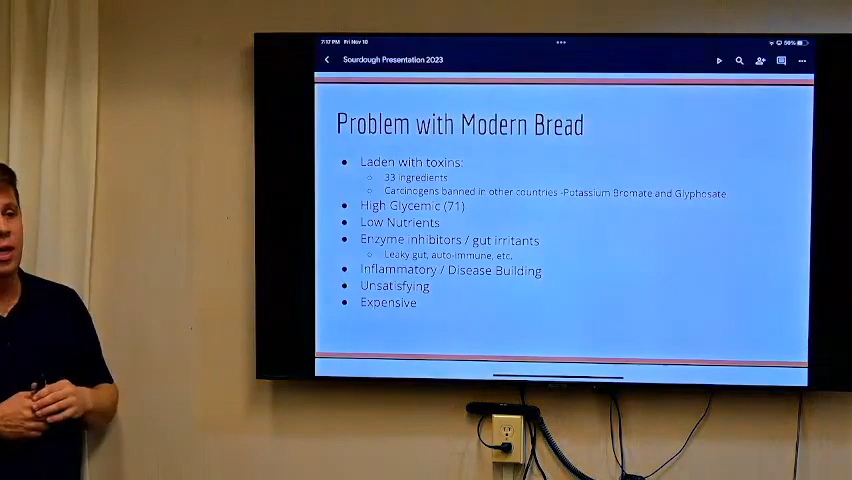 7:17 PM Fri Nov 10
50%
Sourdough Presentation 2023
Problem with Modern Bread
• Laden with toxins:
○ 33 ingredients
○ Carcinogens banned in other countries -Potassium Bromate and Glyphosate
• High Glycemic (71)
• Low Nutrients
• Enzyme inhibitors / gut irritants
○ Leaky gut, auto-immune, etc.
• Inflammatory / Disease Building
• Unsatisfying
• Expensive